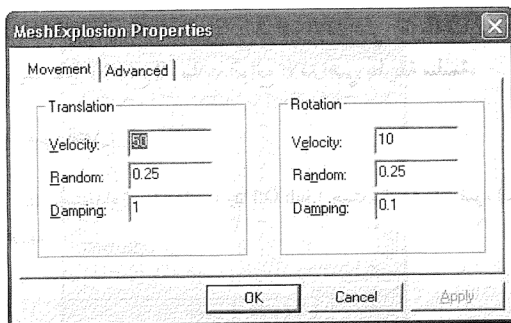 MeshExplosion Properties
Movement
Advanced
Translation
Velocity: 50
Random: 0.25
Damping: 1
Rotation
Velocity: 10
Random: 0.25
Damping: 0.1
OK
Cancel
Apply